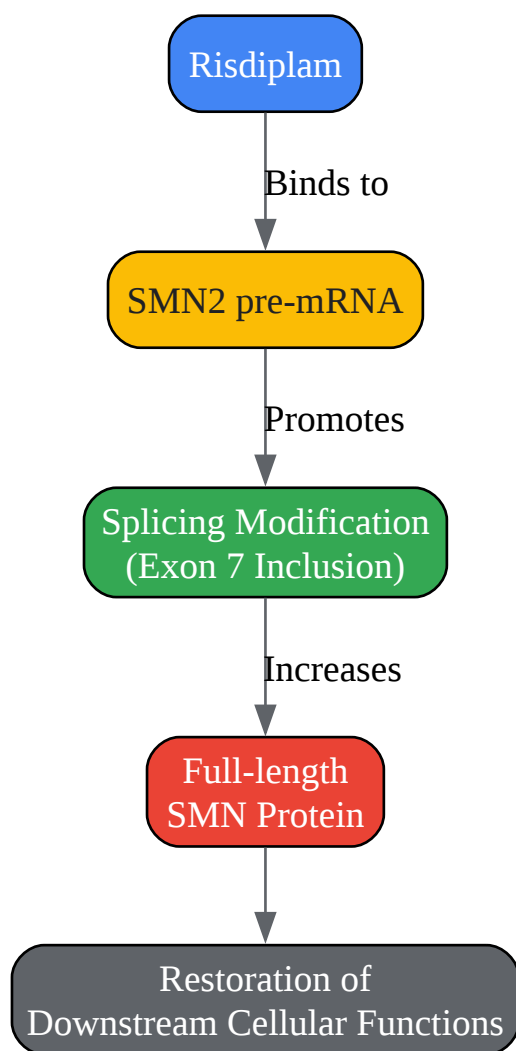 Risdiplam
Binds to
SMN2 pre-mRNA
Promotes
Splicing Modification
(Exon 7 Inclusion)
Increases
Full-length
SMN Protein
Restoration of
Downstream Cellular Functions